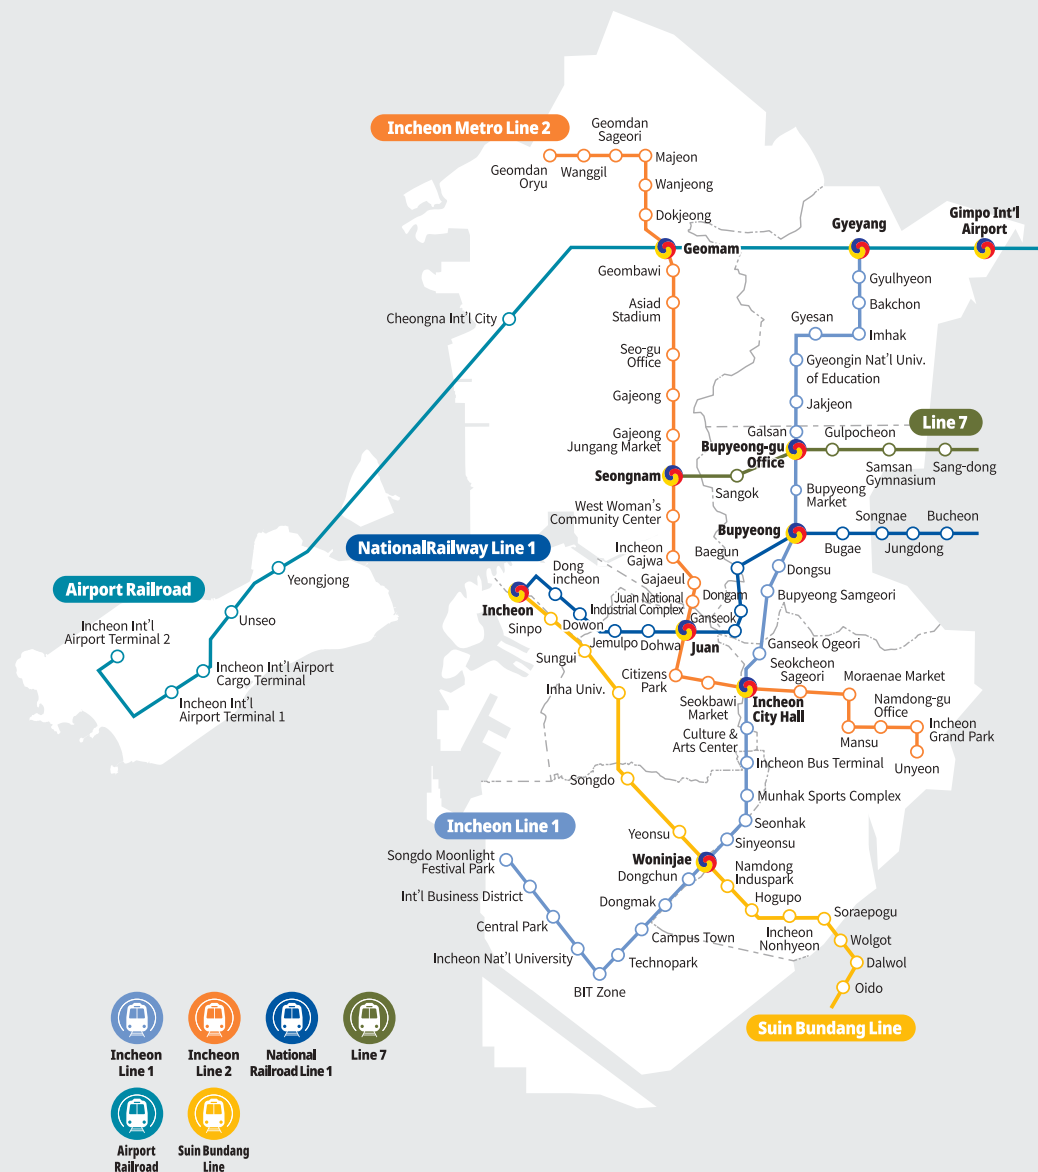 Incheon Metro Line 2
Geomdan
Sageori
Geomdan
Oryu
Wanggil
Majeon
Wanjeong
Dokjeong
Geomam
Gyeyang
Gimpo Int'l
Airport
Geombawi
Asiad
Stadium
Seo-gu
Office
Gajeong
Gajeong
Jungang Market
Seongnam
West Woman's
Community Center
Incheon
Gajwa
Gajaeul
Juan National
Industrial Complex
Cheongna Int'l City
Gyulhyeon
Bakchon
Imhak
Gyesan
Gyeongin Nat'l Univ.
of Education
Jakjeon
Galsan
Line 7
Bupyeong-gu
Office
Gulpocheon
Samsan
Gymnasium
Sang-dong
Sangok
Bupyeong
Market
Bupyeong
Songnae
Bucheon
Bugae
Jungdong
Baegun
Dongam
Ganseok
Dongsu
Bupyeong Samgeori
NationalRailway Line 1
Dong
incheon
Incheon
Sinpo
Dowon
Jemulpo
Dohwa
Juan
Sungui
Inha Univ.
Citizens
Park
Seokbawi
Market
Ganseok Ogeori
Seokcheon
Sageori
Moraenae Market
Namdong-gu
Office
Incheon
Grand Park
Incheon
City Hall
Mansu
Unyeon
Culture &
Arts Center
Incheon Bus Terminal
Munhak Sports Complex
Seonhak
Sinyeonsu
Songdo
Yeonsu
Woninjae
Airport Railroad
Yeongjong
Unseo
Incheon Int'l
Airport Terminal 2
Incheon Int'l Airport
Cargo Terminal
Incheon Int'l
Airport Terminal 1
Incheon Line 1
Songdo Moonlight
Festival Park
Int'l Business District
Central Park
Incheon Nat'l University
BIT Zone
Technopark
Campus Town
Dongmak
Dongchun
Namdong
Induspark
Hogupo
Incheon
Nonhyeon
Soraepogu
Wolgot
Dalwol
Oido
Suin Bundang Line
Incheon
Line 1
Incheon
Line 2
National
Railroad Line 1
Line 7
Airport
Railroad
Suin Bundang
Line